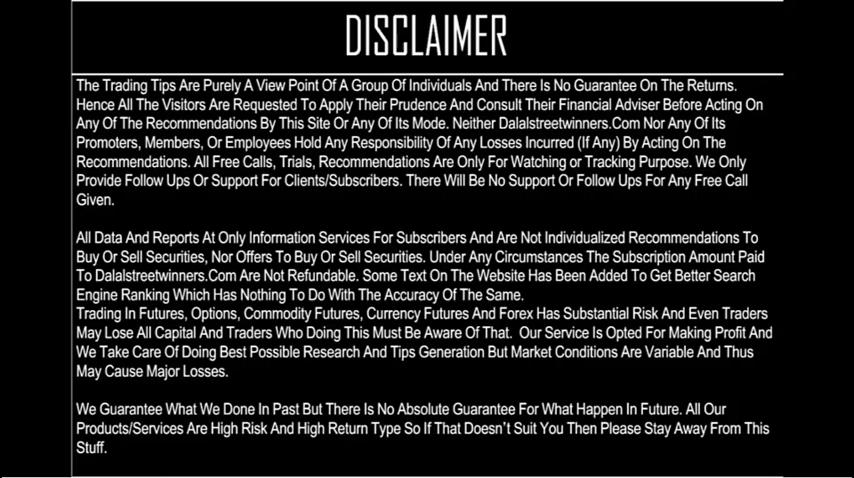 DISCLAIMER
The Trading Tips Are Purely A View Point Of A Group Of Individuals And There Is No Guarantee On The Returns.
Hence All The Visitors Are Requested To Apply Their Prudence And Consult Their Financial Adviser Before Acting On
Any Of The Recommendations By This Site Or Any Of Its Mode. Neither Dalalstreetwinners.Com Nor Any Of Its
Promoters, Members, Or Employees Hold Any Responsibility Of Any Losses Incurred (If Any) By Acting On The
Recommendations. All Free Calls, Trials, Recommendations Are Only For Watching or Tracking Purpose. We Only
Provide Follow Ups Or Support For Clients/Subscribers. There Will Be No Support Or Follow Ups For Any Free Call
Given.
All Data And Reports At Only Information Services For Subscribers And Are Not Individualized Recommendations To
Buy Or Sell Securities, Nor Offers To Buy Or Sell Securities. Under Any Circumstances The Subscription Amount Paid
To Dalalstreetwinners.Com Are Not Refundable. Some Text On The Website Has Been Added To Get Better Search
Engine Ranking Which Has Nothing To Do With The Accuracy Of The Same.
Trading In Futures, Options, Commodity Futures, Currency Futures And Forex Has Substantial Risk And Even Traders
May Lose All Capital And Traders Who Doing This Must Be Aware Of That. Our Service Is Opted For Making Profit And
We Take Care Of Doing Best Possible Research And Tips Generation But Market Conditions Are Variable And Thus
May Cause Major Losses.
We Guarantee What We Done In Past But There Is No Absolute Guarantee For What Happen In Future. All Our
Products/Services Are High Risk And High Return Type So If That Doesn't Suit You Then Please Stay Away From This
Stuff.